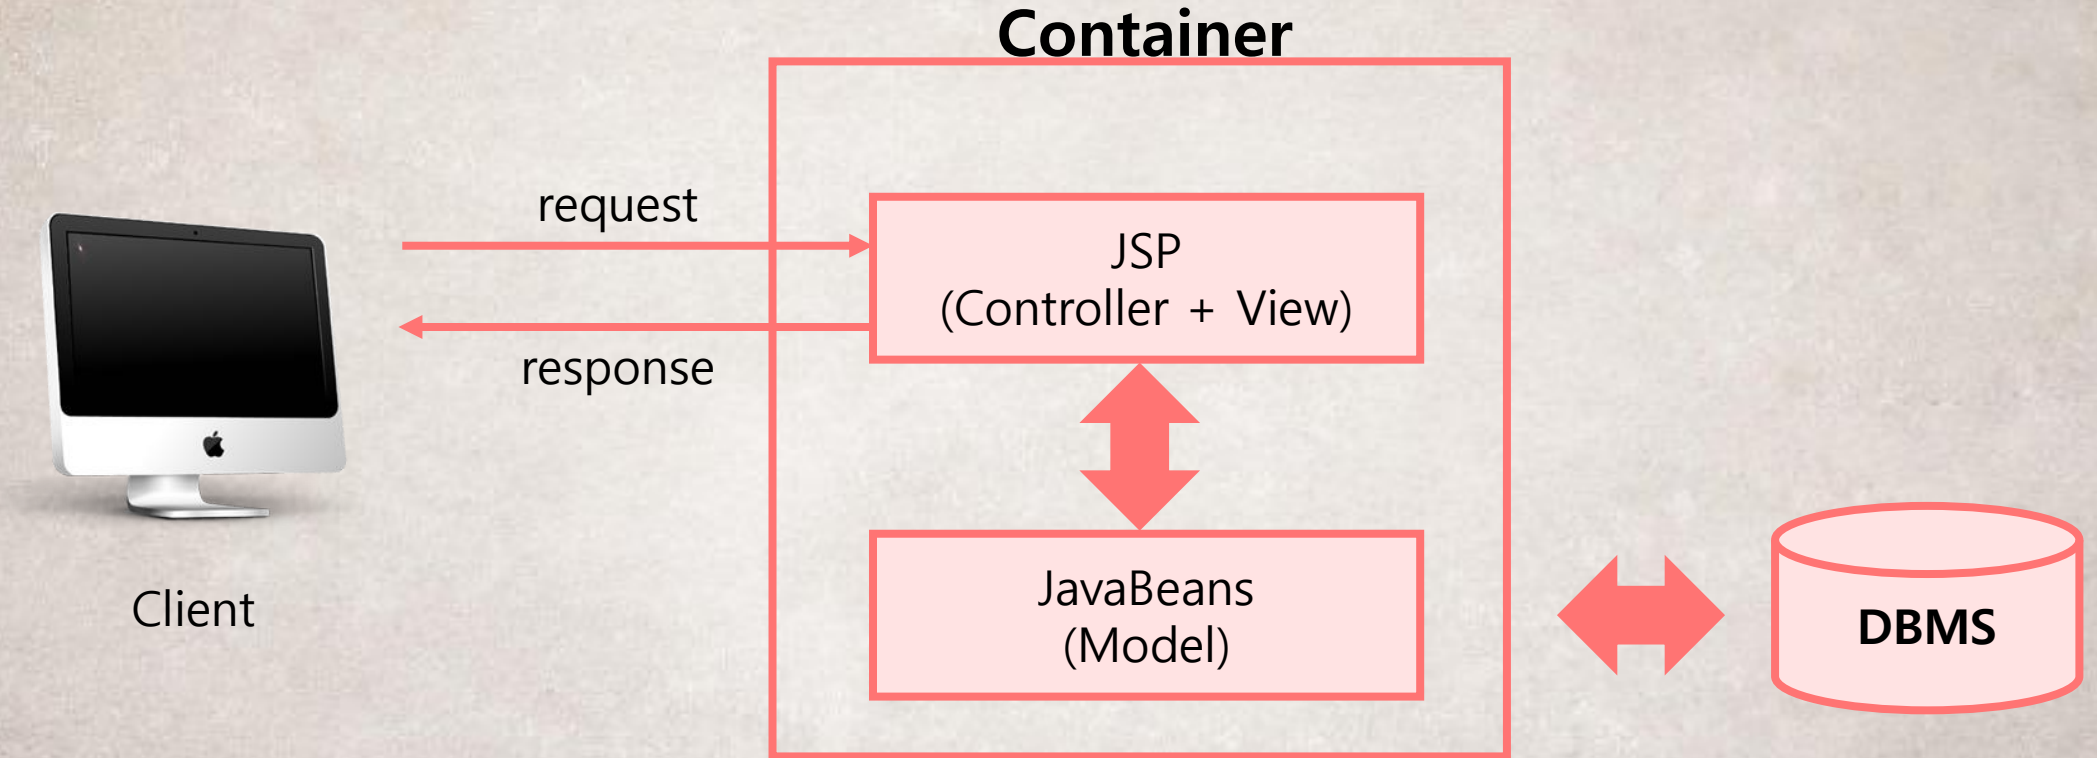 Container
request
JSP
(Controller + View)
response
JavaBeans
(Model)
Client
DBMS